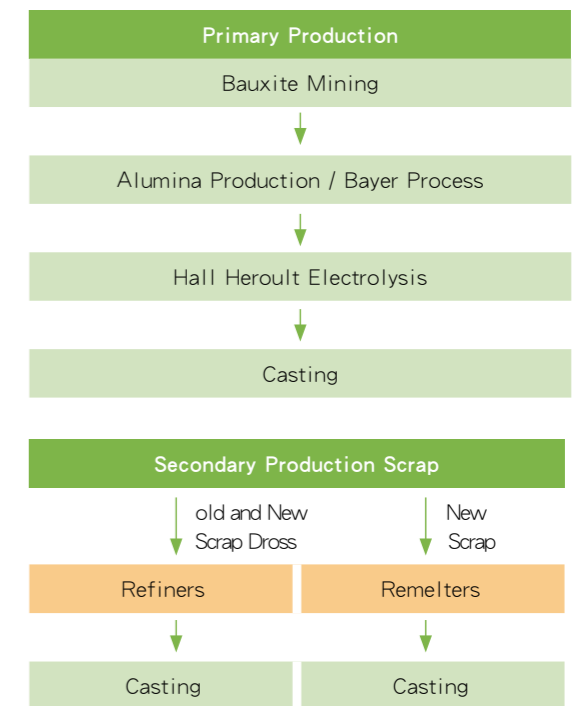 Primary Production
Bauxite Mining
Alumina Production / Bayer Process
Hall Heroult Electrolysis
Casting
Secondary Production Scrap
old and New
Scrap Dross
New
Scrap
Refiners
Remelters
Casting
Casting